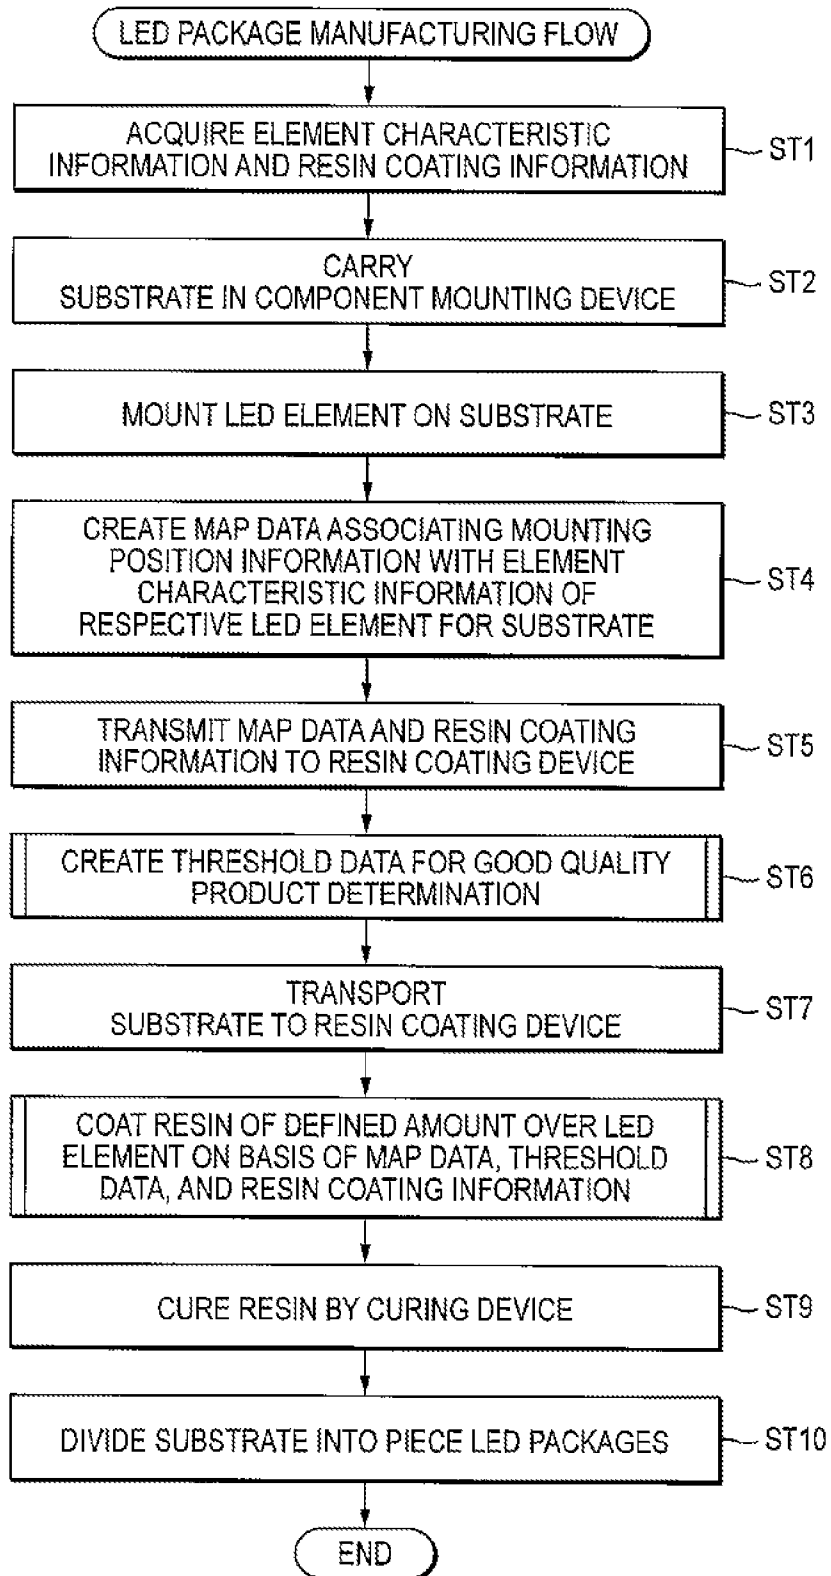 LED PACKAGE MANUFACTURING FLOW
ACQUIRE ELEMENT CHARACTERISTIC
INFORMATION AND RESIN COATING INFORMATION
ST1
CARRY
SUBSTRATE IN COMPONENT MOUNTING DEVICE
ST2
MOUNT LED ELEMENT ON SUBSTRATE
ST3
CREATE MAP DATA ASSOCIATING MOUNTING
POSITION INFORMATION WITH ELEMENT
CHARACTERISTIC INFORMATION OF
RESPECTIVE LED ELEMENT FOR SUBSTRATE
ST4
TRANSMIT MAP DATA AND RESIN COATING
INFORMATION TO RESIN COATING DEVICE
ST5
CREATE THRESHOLD DATA FOR GOOD QUALITY
PRODUCT DETERMINATION
ST6
TRANSPORT
SUBSTRATE TO RESIN COATING DEVICE
ST7
COAT RESIN OF DEFINED AMOUNT OVER LED
ELEMENT ON BASIS OF MAP DATA, THRESHOLD
DATA, AND RESIN COATING INFORMATION
ST8
CURE RESIN BY CURING DEVICE
ST9
DIVIDE SUBSTRATE INTO PIECE LED PACKAGES
ST10
END